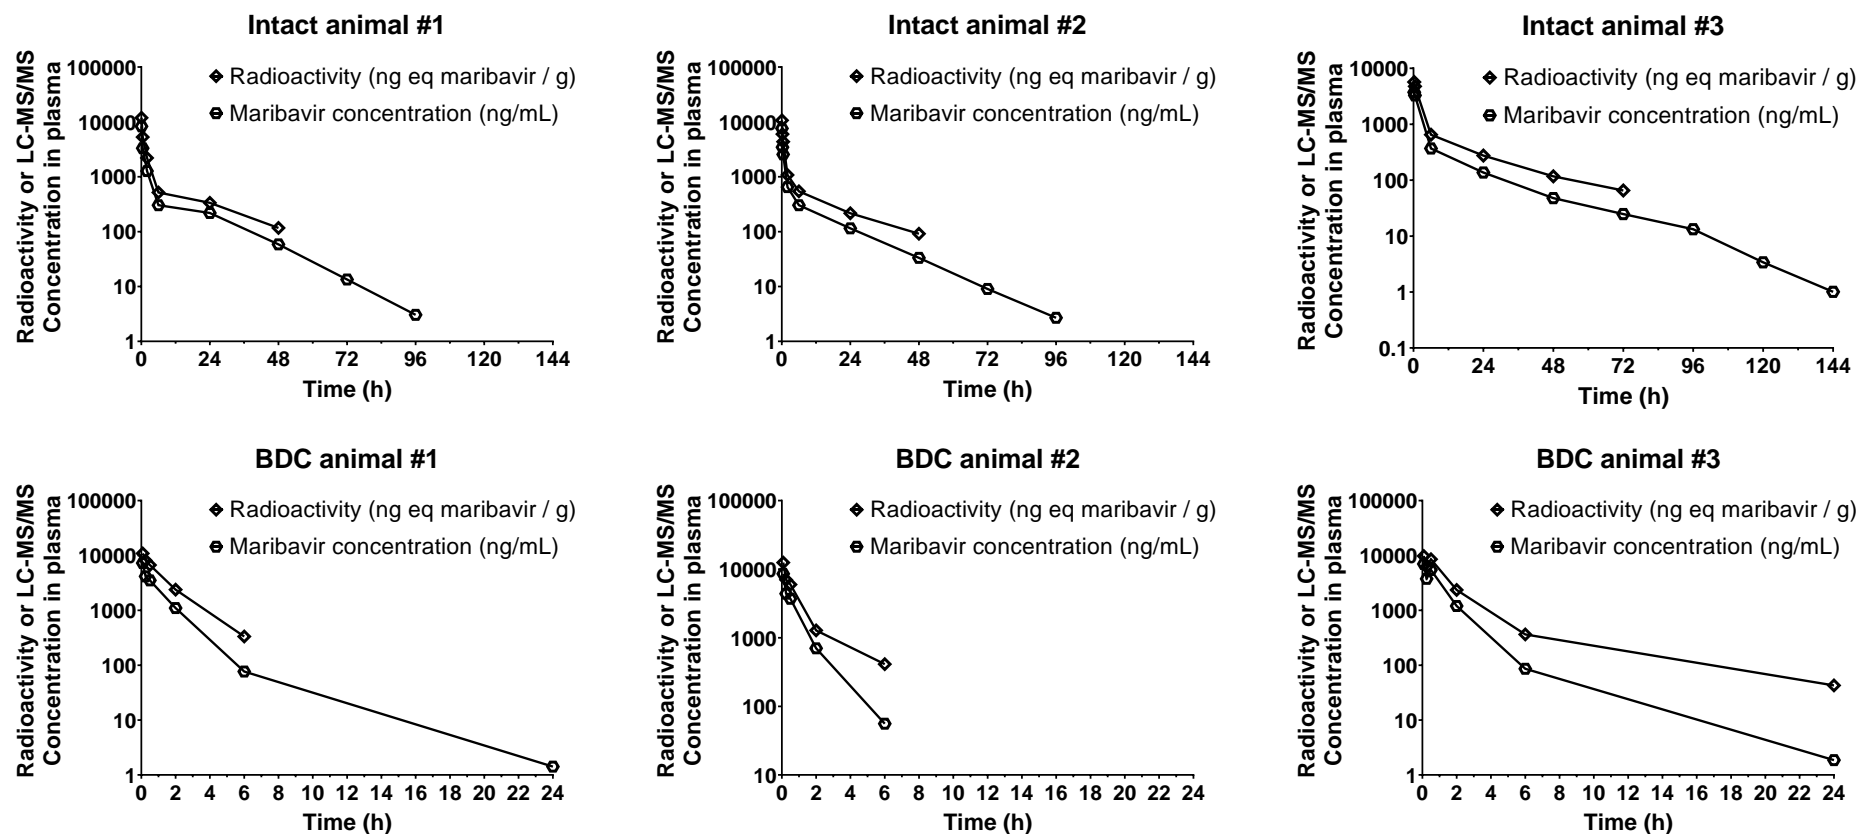 Intact animal #1
Radioactivity or LC-MS/MS
Concentration in plasma
100000
10000
1000
100
10
1
Radioactivity (ng eq maribavir / g)
Maribavir concentration (ng/mL)
0 24 48 72 96 120 144
Time (h)
Intact animal #2
Radioactivity or LC-MS/MS
Concentration in plasma
100000
10000
1000
100
10
1
Radioactivity (ng eq maribavir / g)
Maribavir concentration (ng/mL)
0 24 48 72 96 120 144
Time (h)
Intact animal #3
Radioactivity or LC-MS/MS
Concentration in plasma
10000
1000
100
10
1
0.1
Radioactivity (ng eq maribavir / g)
Maribavir concentration (ng/mL)
0 24 48 72 96 120 144
Time (h)
BDC animal #1
Radioactivity or LC-MS/MS
Concentration in plasma
100000
10000
1000
100
10
1
Radioactivity (ng eq maribavir / g)
Maribavir concentration (ng/mL)
0 2 4 6 8 10 12 14 16 18 20 22 24
Time (h)
BDC animal #2
Radioactivity or LC-MS/MS
Concentration in plasma
100000
10000
1000
100
10
Radioactivity (ng eq maribavir / g)
Maribavir concentration (ng/mL)
0 2 4 6 8 10 12 14 16 18 20 22 24
Time (h)
BDC animal #3
Radioactivity or LC-MS/MS
Concentration in plasma
100000
10000
1000
100
10
1
Radioactivity (ng eq maribavir / g)
Maribavir concentration (ng/mL)
0 2 4 6 8 10 12 14 16 18 20 22 24
Time (h)